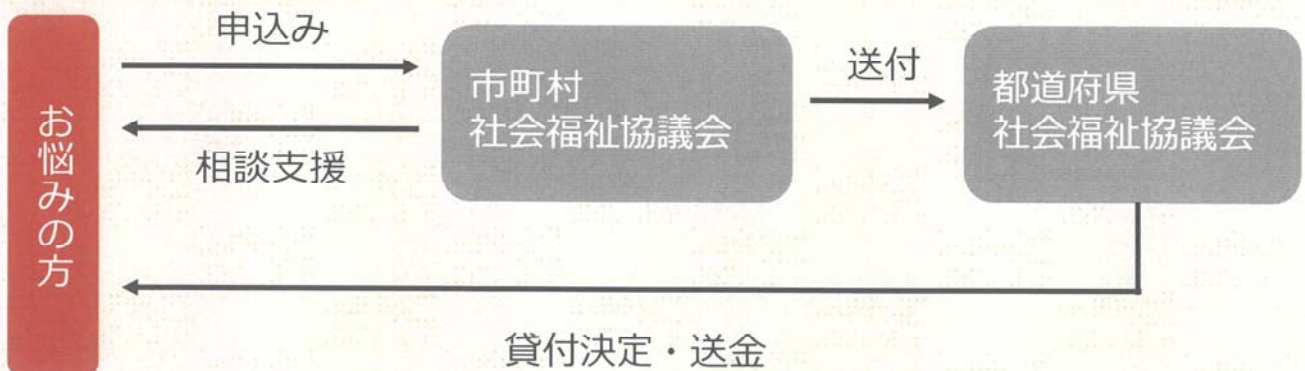 お悩みの方
申込み
相談支援
市町村
社会福祉協議会
送付
都道府県
社会福祉協議会
貸付決定・送金